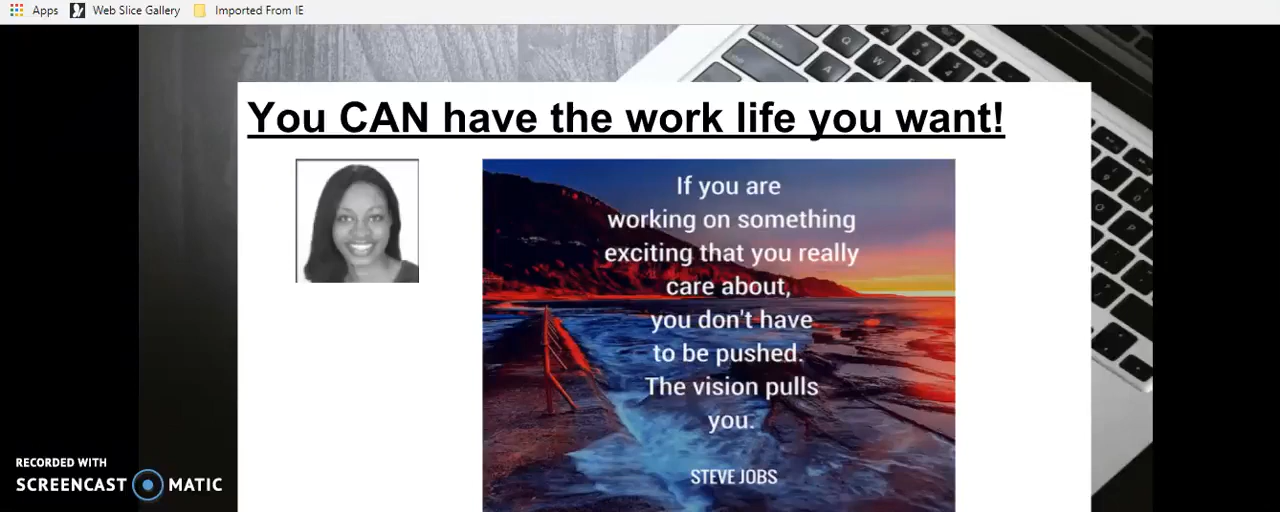 Apps Web Slice Gallery Imported From IE
You CAN have the work life you want!
If you are
working on something
exciting that you really
care about,
you don't have
to be pushed.
The vision pulls
you.
STEVE JOBS
RECORDED WITH
SCREENCAST MATIC